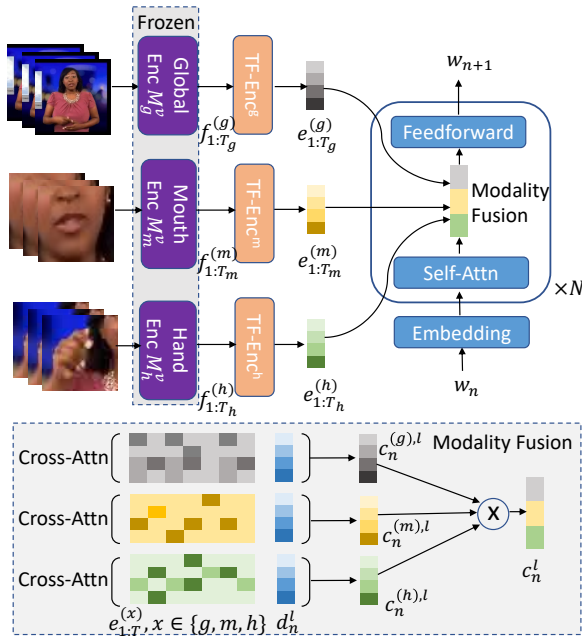 Frozen
Global
Enc M_g^v
f_{1:T_g}^{(g)}
TF-Enc^g
e_{1:T_g}^{(g)}
Mouth
Enc M_m^v
f_{1:T_m}^{(m)}
TF-Enc^m
e_{1:T_m}^{(m)}
Hand
Enc M_h^v
f_{1:T_h}^{(h)}
TF-Enc^h
e_{1:T_h}^{(h)}
w_{n+1}
Feedforward
Modality
Fusion
Self-Attn
×N
Embedding
w_n
Modality Fusion
Cross-Attn
c_n^{(g),l}
Cross-Attn
c_n^{(m),l}
X
Cross-Attn
c_n^{(h),l}
c_n^l
e_{1:T}^{(x)}, x ∈ {g, m, h} d_n^l